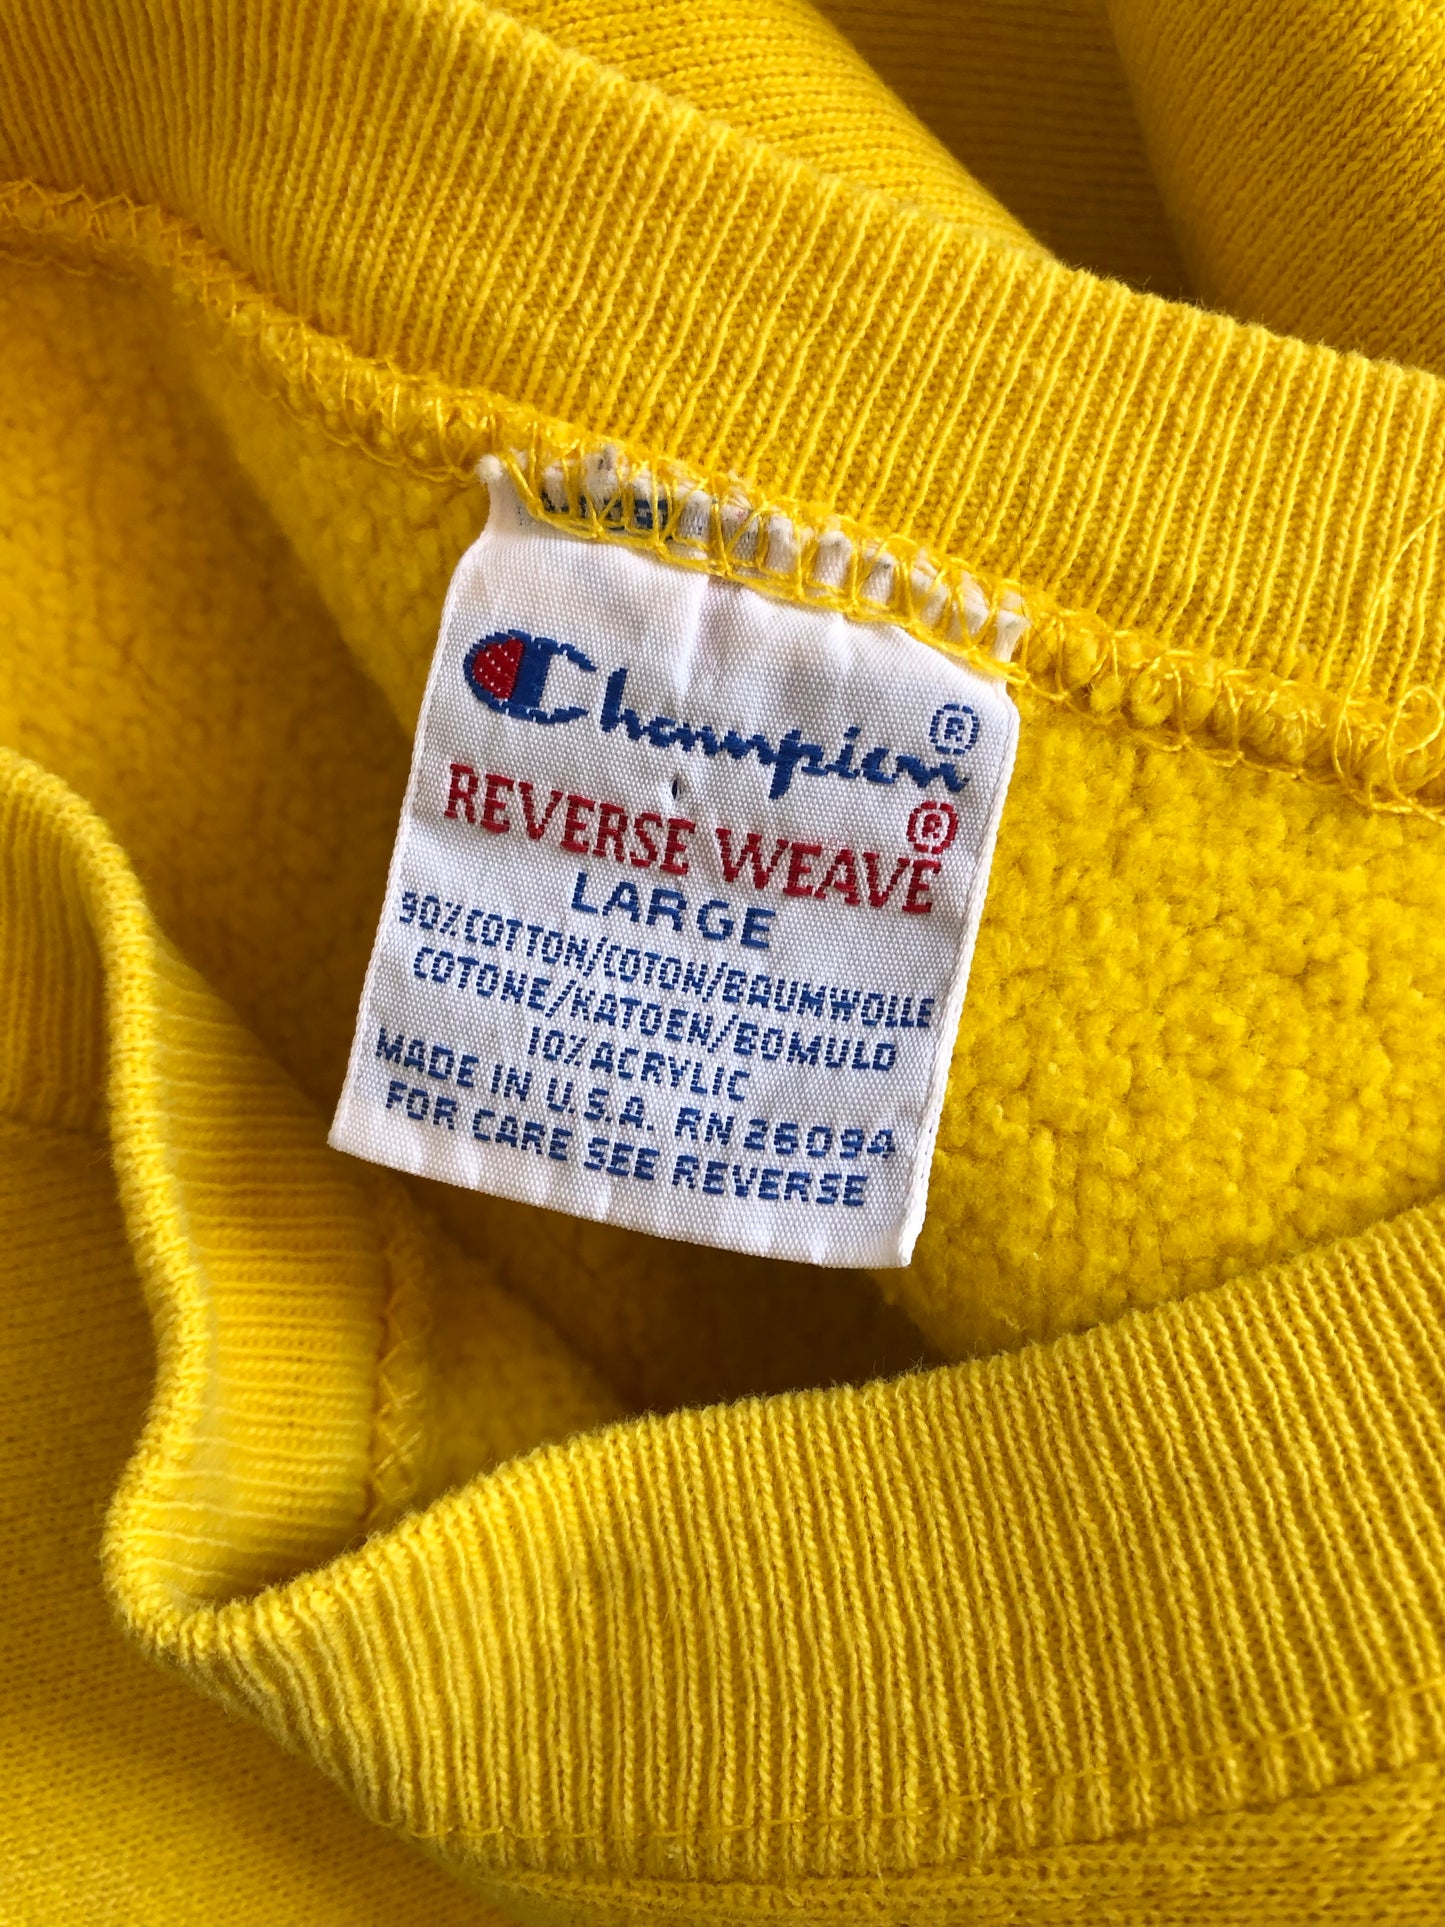 Champion®
REVERSE WEAVE®
LARGE
90% COTTON/COTON/BAUMWOLLE
COTONE/KATOEN/BOMULD
10% ACRYLIC
MADE IN U.S.A. RN 26094
FOR CARE SEE REVERSE